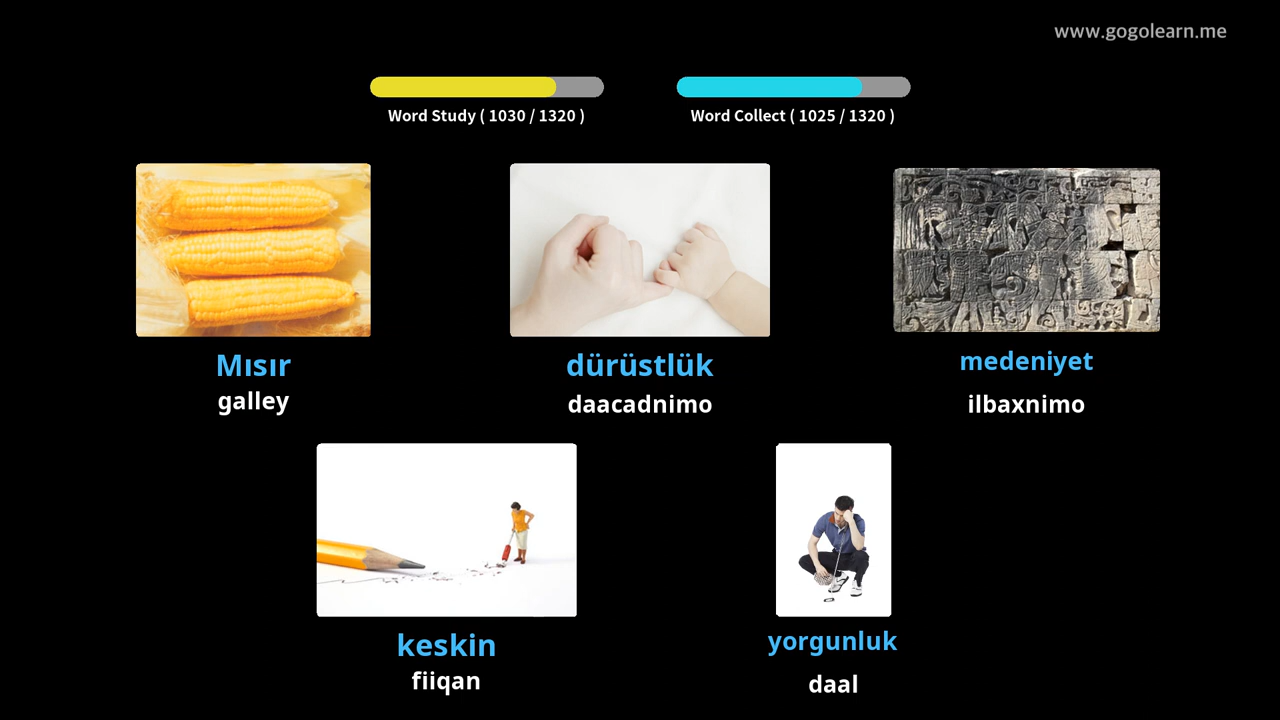 www.gogolearn.me
Word Study ( 1030 / 1320 )
Word Collect ( 1025 / 1320 )
Mısır
galley
dürüstlük
daacadnimo
medeniyet
ilbaxnimo
keskin
fiiqan
yorgunluk
daal